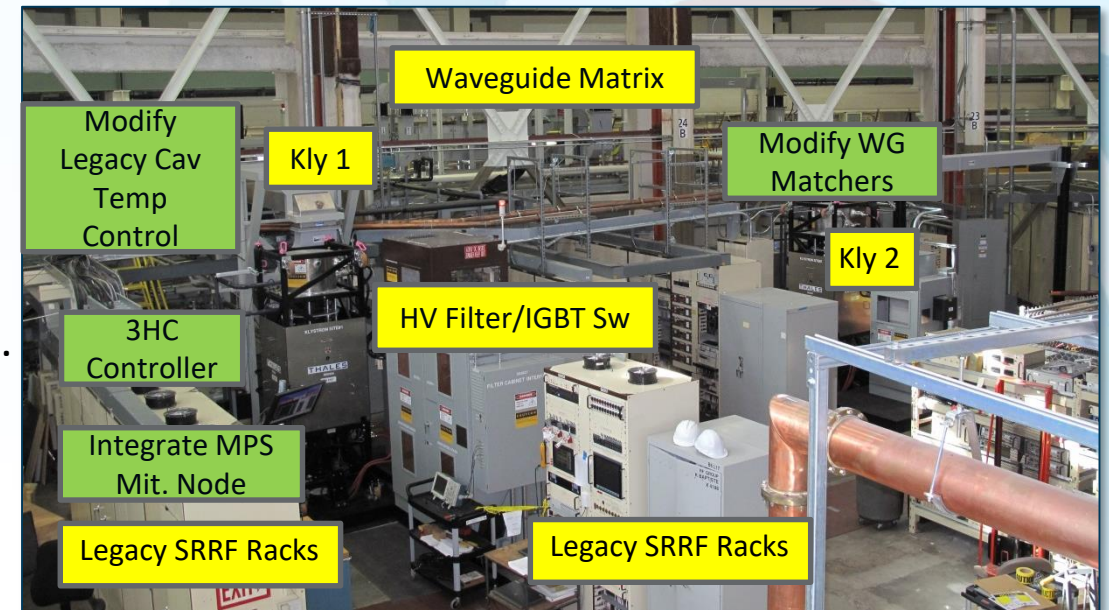 Waveguide Matrix
Modify
Legacy Cav
Temp
Control
Kly 1
24
B
23
B
Modify WG
Matchers
Kly 2
HV Filter/IGBT Sw
3HC
Controller
THALES
Integrate MPS
Mit. Node
Legacy SRRF Racks
Legacy SRRF Racks
EXIT
.